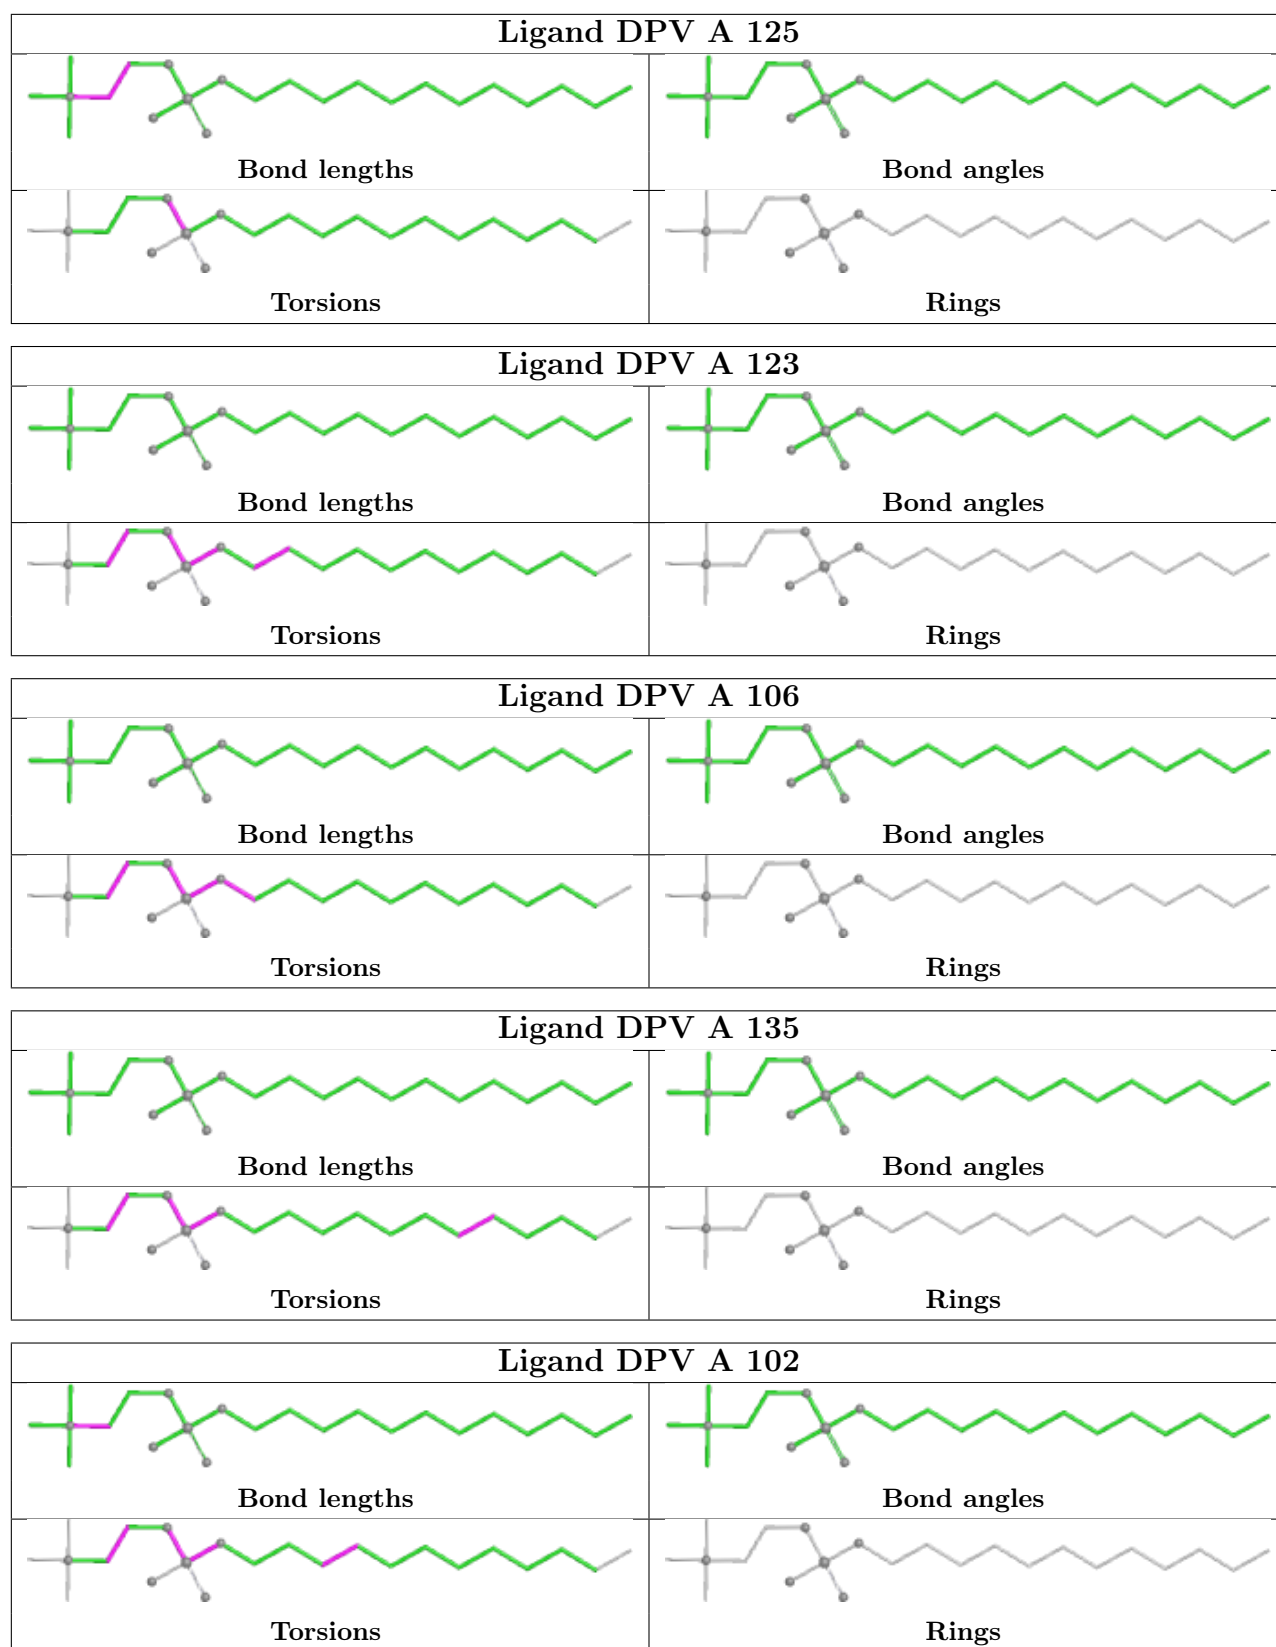 Ligand DPV A 125
Bond lengths
Bond angles
Torsions
Rings
Ligand DPV A 123
Bond lengths
Bond angles
Torsions
Rings
Ligand DPV A 106
Bond lengths
Bond angles
Torsions
Rings
Ligand DPV A 135
Bond lengths
Bond angles
Torsions
Rings
Ligand DPV A 102
Bond lengths
Bond angles
Torsions
Rings